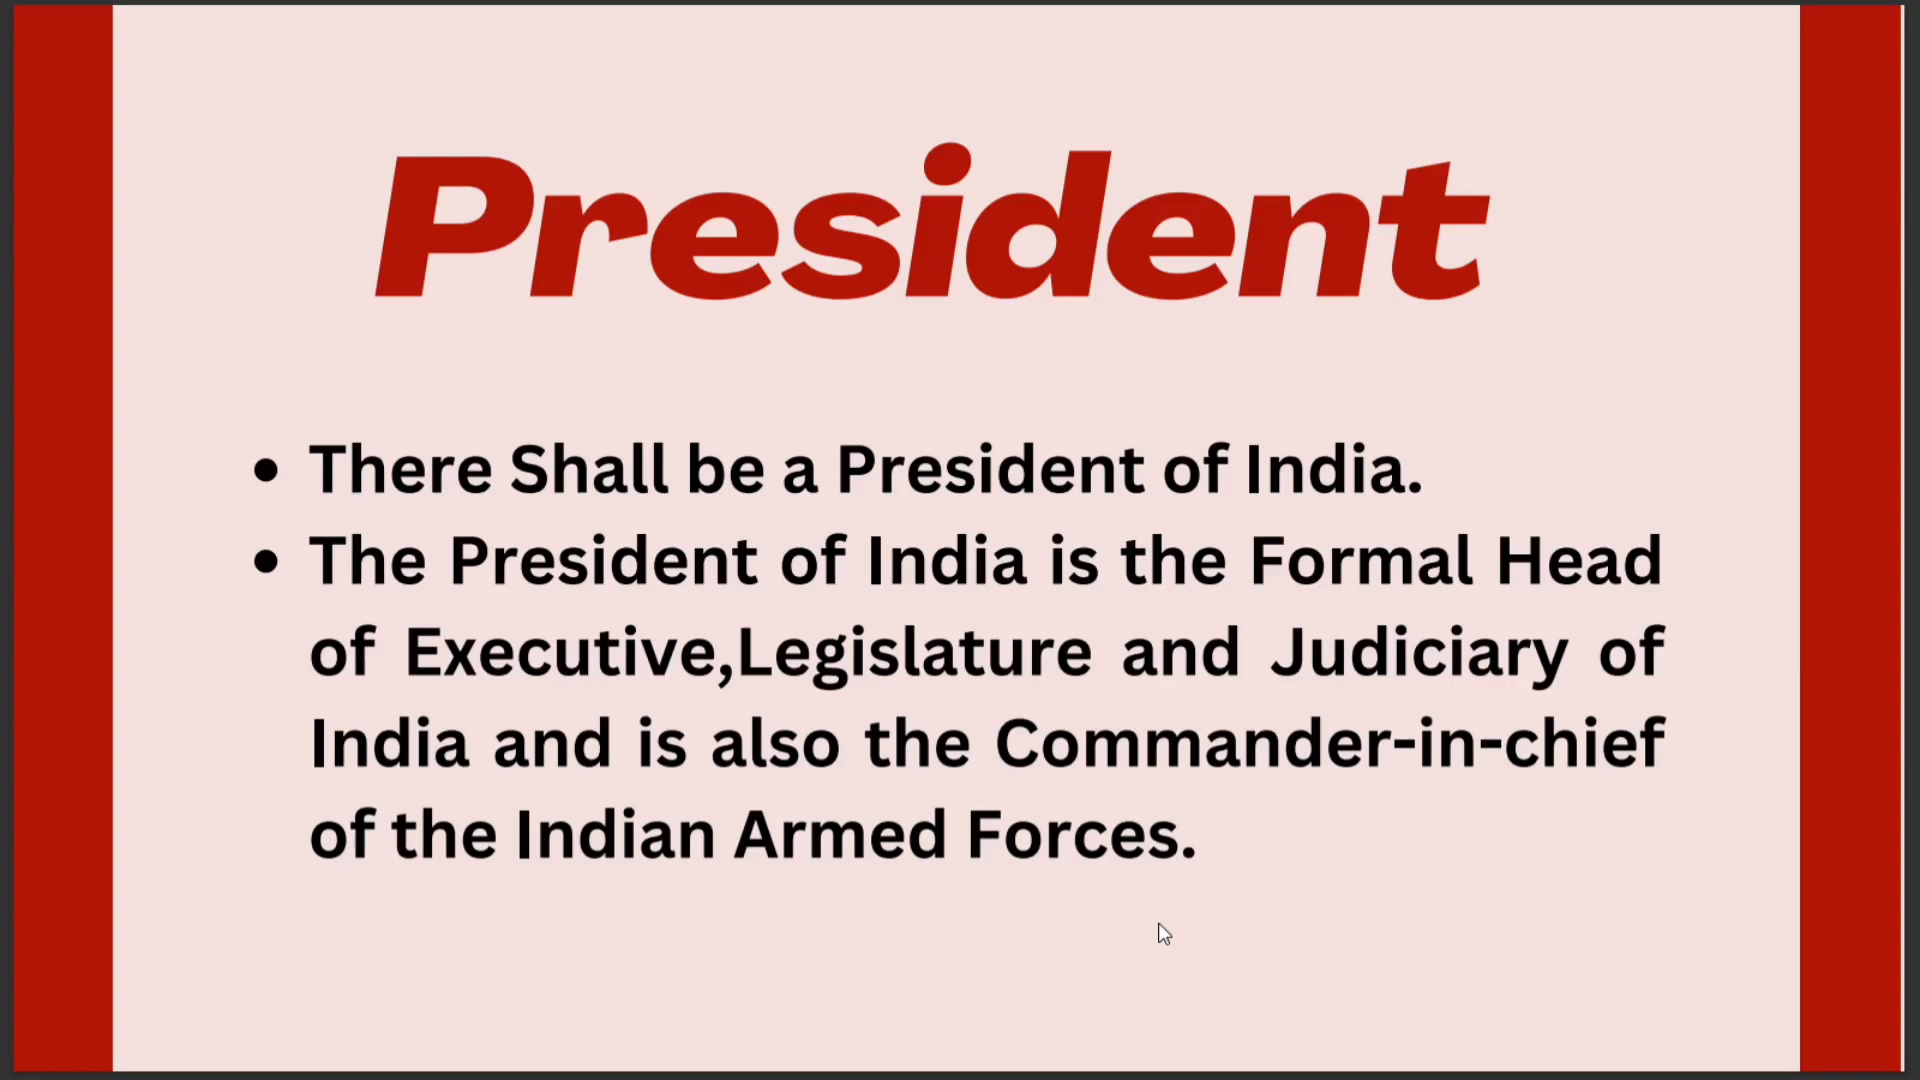 President
• There Shall be a President of India.
• The President of India is the Formal Head
of Executive,Legislature and Judiciary of
India and is also the Commander-in-chief
of the Indian Armed Forces.